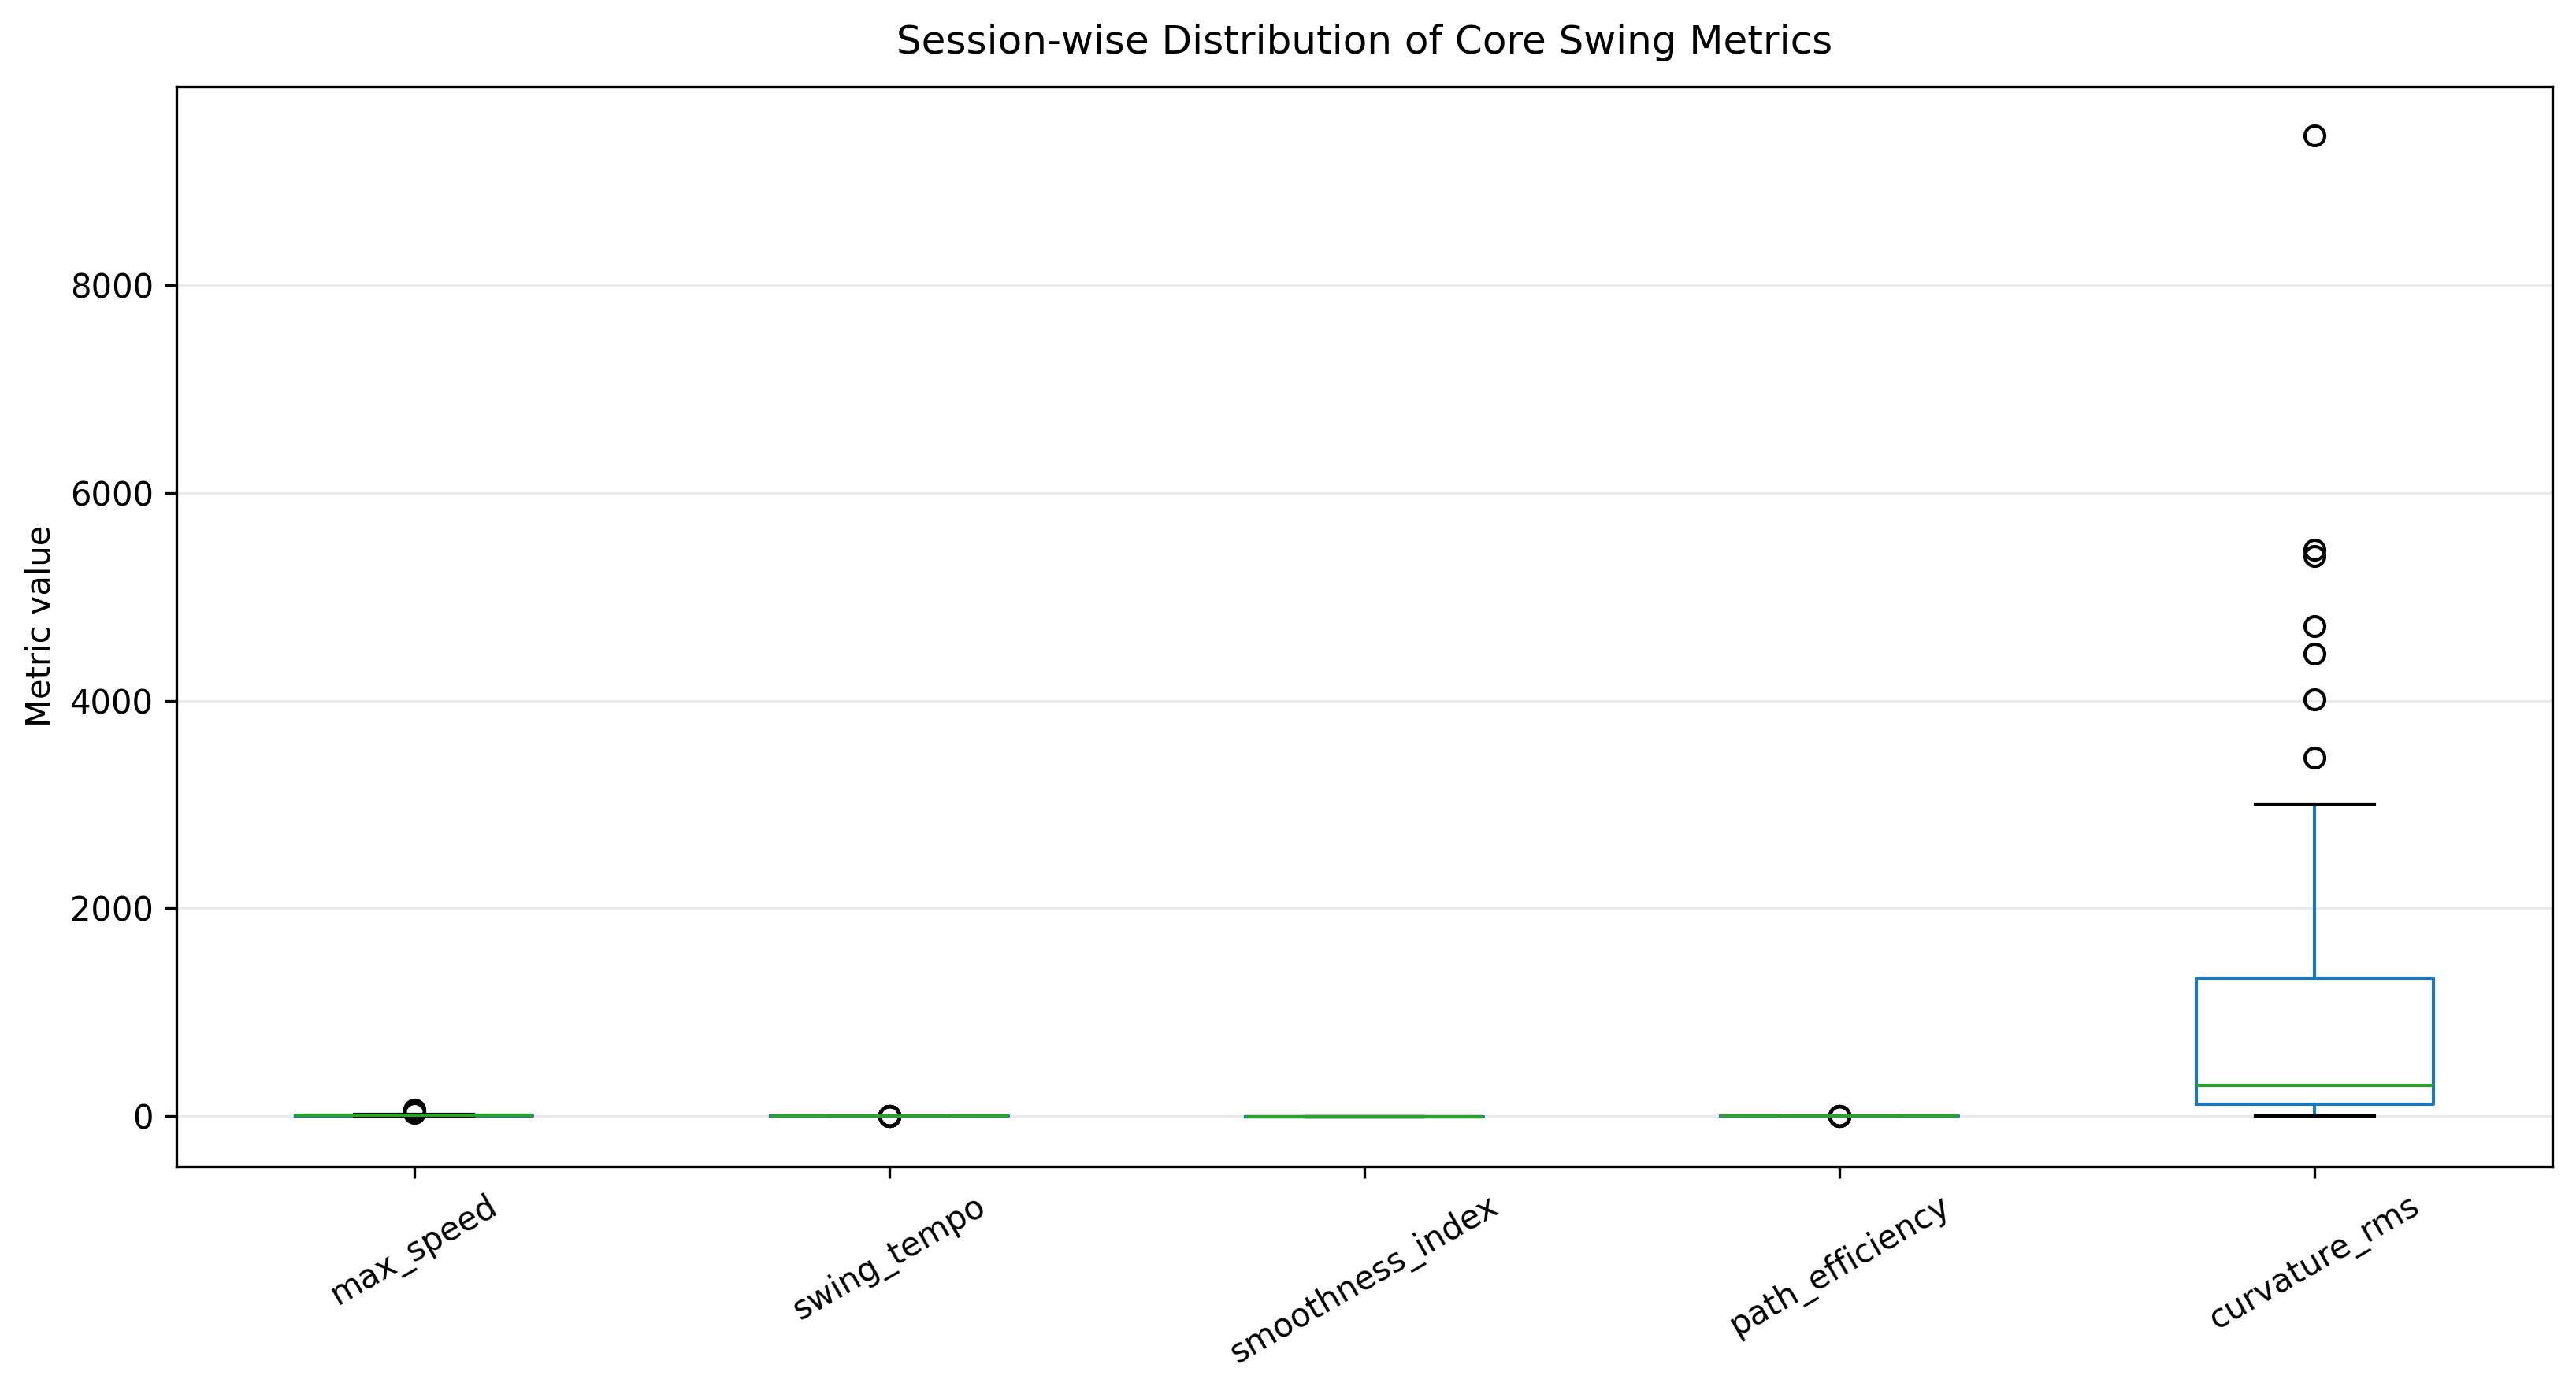 Session-wise Distribution of Core Swing Metrics
Metric value
8000
6000
4000
2000
0
max_speed
swing_tempo
smoothness_index
path_efficiency
curvature_rms